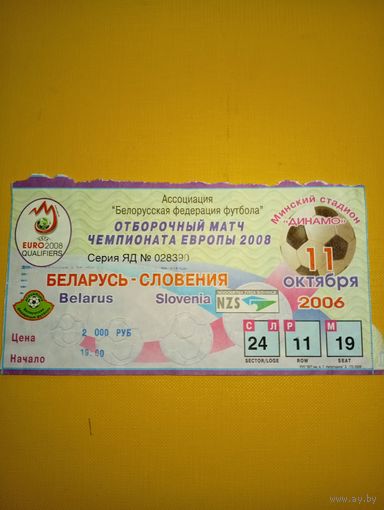 Ассоциация
"Белорусская федерация футбола"
ОТБОРОЧНЫЙ МАТЧ
ЧЕМПИОНАТА ЕВРОПЫ 2008
Серия ЯД № 028390
UEFA
EURO2008
QUALIFIERS
Минский стадион
"ДИНАМО"
11
октября
2006
БЕЛАРУСЬ - СЛОВЕНИЯ
Belarus Slovenia
NZS
Цена 2 000 РУБ
Начало 19.00
С Л Р М
24 11 19
SECTOR/LOGE ROW SEAT
ay.by